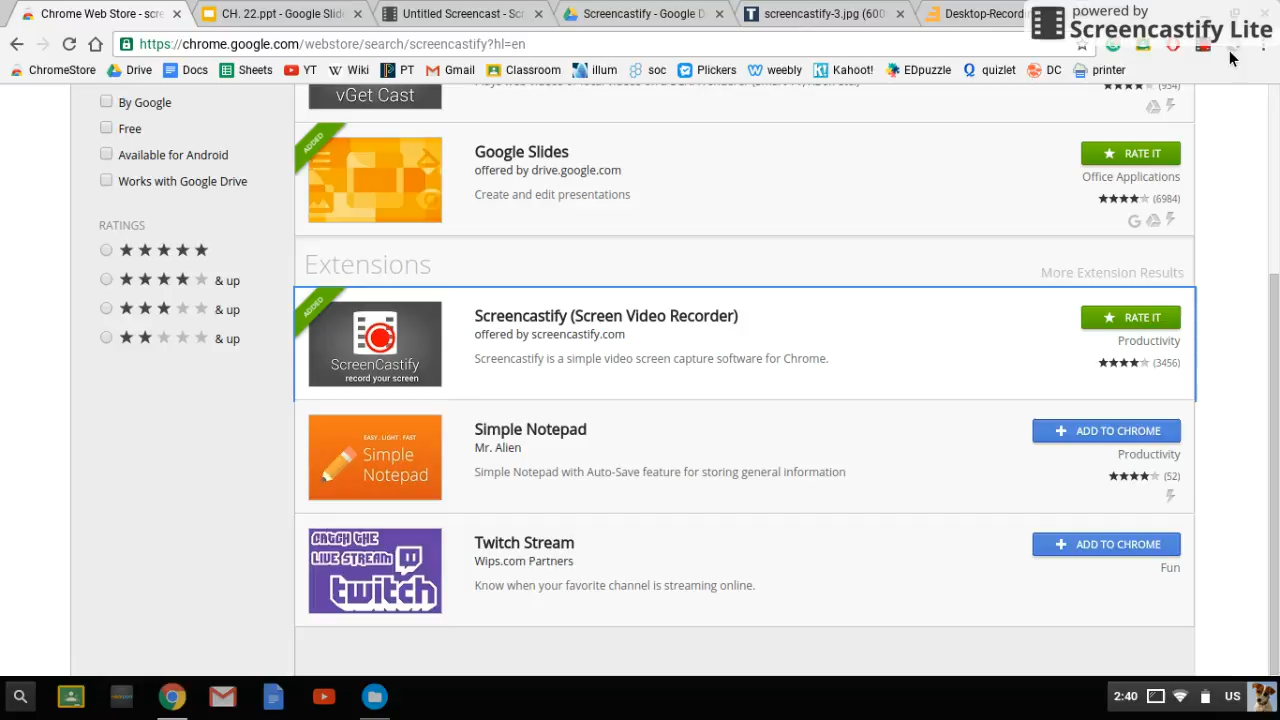 Chrome Web Store - scre
CH. 22.ppt - Google Slid
Untitled Screencast - Sc
Screencastify - Google D
screencastify-3.jpg (600
Desktop-Record
powered by
Screencastify Lite
https://chrome.google.com/webstore/search/screencastify?hl=en
ChromeStore Drive Docs Sheets YT Wiki PT Gmail Classroom illum soc Plickers weebly Kahoot! EDpuzzle quizlet DC printer
By Google
Free
Available for Android
Works with Google Drive
RATINGS
& up
& up
& up
vGet Cast
(934)
ADDED
Google Slides
offered by drive.google.com
Create and edit presentations
RATE IT
Office Applications
(6984)
Extensions
More Extension Results
ADDED
ScreenCastify
record your screen
Screencastify (Screen Video Recorder)
offered by screencastify.com
Screencastify is a simple video screen capture software for Chrome.
RATE IT
Productivity
(3456)
EASY. LIGHT. FAST
Simple
Notepad
Simple Notepad
Mr. Alien
Simple Notepad with Auto-Save feature for storing general information
ADD TO CHROME
Productivity
(52)
CATCH THE
LIVE STREAM
twitch
Twitch Stream
Wips.com Partners
Know when your favorite channel is streaming online.
ADD TO CHROME
Fun
2:40 US